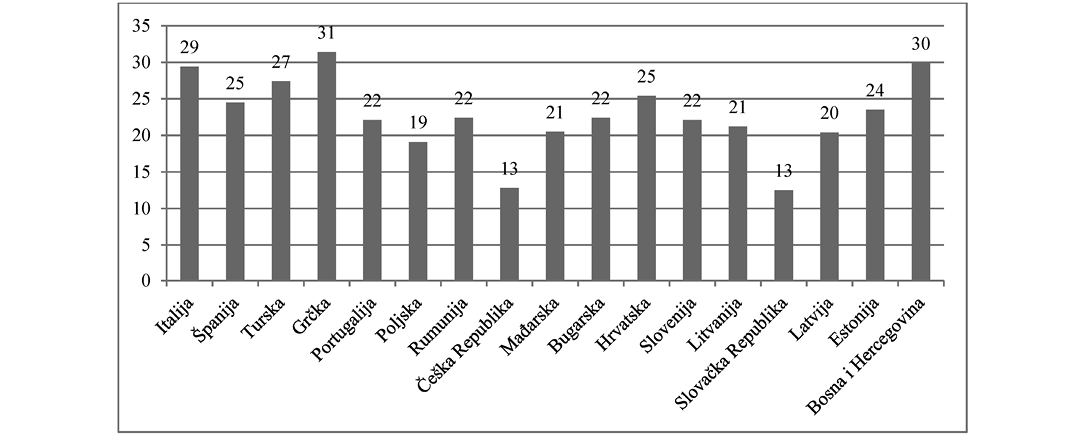 35
30
25
20
15
10
5
0
29
25
27
31
22
19
22
13
21
22
25
22
21
13
20
24
30
Italija
Španija
Turska
Grčka
Portugalija
Poljska
Rumunija
Češka Republika
Mađarska
Bugarska
Hrvatska
Slovenija
Litvanija
Slovačka Republika
Latvija
Estonija
Bosna i Hercegovina